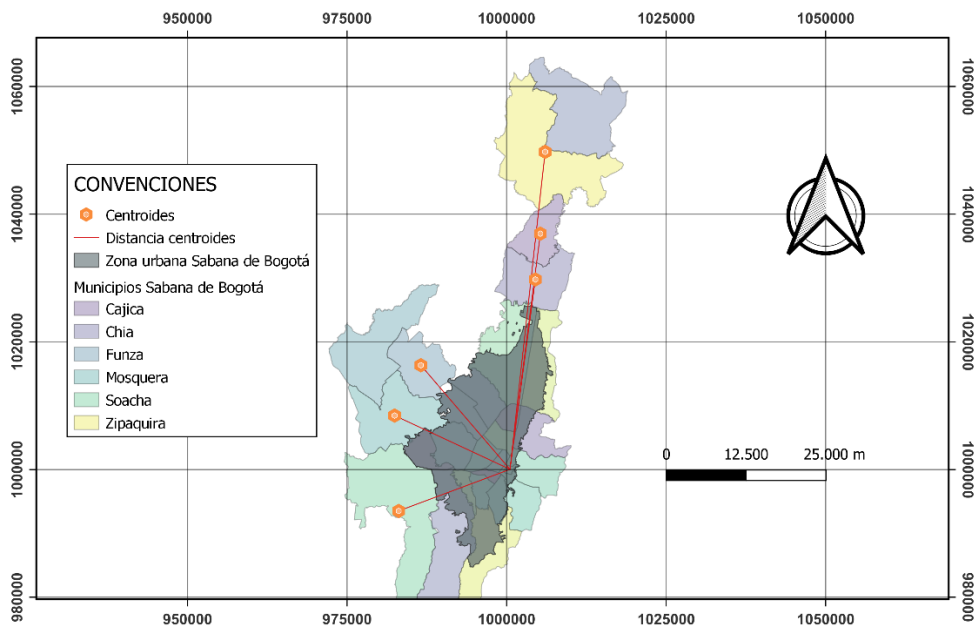 950000 975000 1000000 1025000 1050000
1060000 1060000
CONVENCIONES
Centroides
Distancia centroides
Zona urbana Sabana de Bogotá
Municipios Sabana de Bogotá
Cajica
Chia
Funza
Mosquera
Soacha
Zipaquira
1040000 1040000
1020000 1020000
0 12.500 25.000 m
1000000 1000000
980000 980000
950000 975000 1000000 1025000 1050000